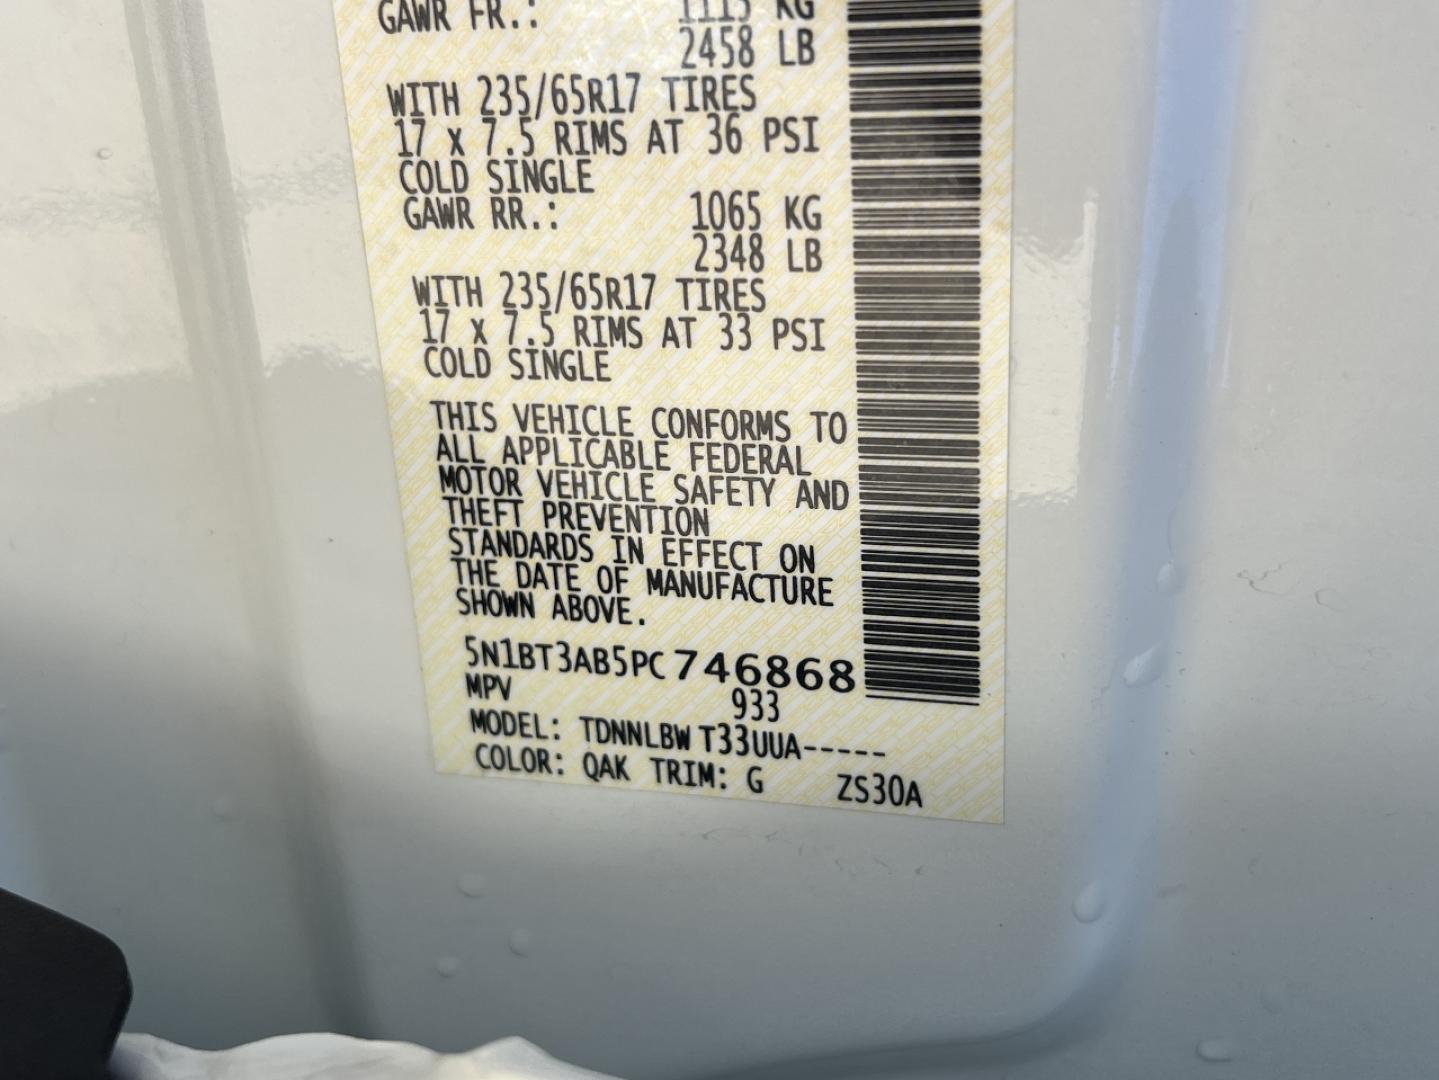 GAWR FR.: 1115 KG
2458 LB
WITH 235/65R17 TIRES
17 x 7.5 RIMS AT 36 PSI
COLD SINGLE
GAWR RR.: 1065 KG
2348 LB
WITH 235/65R17 TIRES
17 x 7.5 RIMS AT 33 PSI
COLD SINGLE
THIS VEHICLE CONFORMS TO
ALL APPLICABLE FEDERAL
MOTOR VEHICLE SAFETY AND
THEFT PREVENTION
STANDARDS IN EFFECT ON
THE DATE OF MANUFACTURE
SHOWN ABOVE.
5N1BT3AB5PC746868
MPV 933
MODEL: TDNNLBW T33UUA-----
COLOR: QAK TRIM: G ZS30A